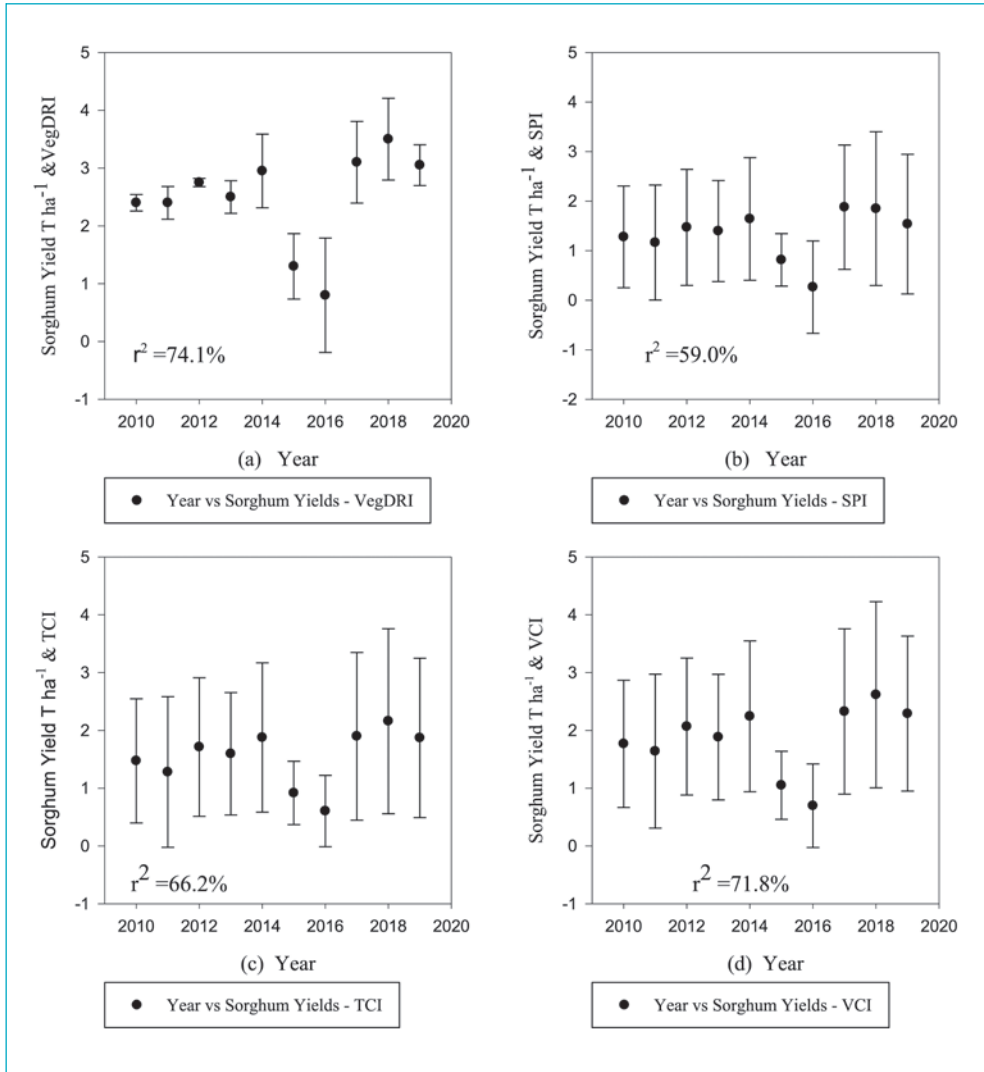 5
4
3
2
1
0
-1
Sorghum Yield T ha⁻¹ &VegDRI
r² =74.1%
2010 2012 2014 2016 2018 2020
(a) Year
Year vs Sorghum Yields - VegDRI
5
4
3
2
1
0
-1
-2
Sorghum Yield T ha⁻¹ & SPI
r² =59.0%
2010 2012 2014 2016 2018 2020
(b) Year
Year vs Sorghum Yields - SPI
5
4
3
2
1
0
-1
Sorghum Yield T ha⁻¹ & TCI
r² =66.2%
2010 2012 2014 2016 2018 2020
(c) Year
Year vs Sorghum Yields - TCI
5
4
3
2
1
0
-1
Sorghum Yield T ha⁻¹ & VCI
r² =71.8%
2010 2012 2014 2016 2018 2020
(d) Year
Year vs Sorghum Yields - VCI